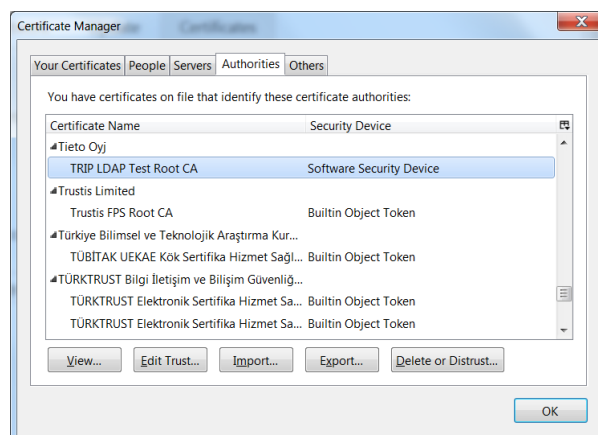 Certificate Manager
Your Certificates People Servers Authorities Others
You have certificates on file that identify these certificate authorities:
Certificate Name Security Device
Tieto Oyj
TRIP LDAP Test Root CA Software Security Device
Trustis Limited
Trustis FPS Root CA Builtin Object Token
Türkiye Bilimsel ve Teknolojik Araştırma Kur...
TÜBİTAK UEKAE Kök Sertifika Hizmet Sağl... Builtin Object Token
TÜRKTRUST Bilgi İletişim ve Bilişim Güvenliğ...
TÜRKTRUST Elektronik Sertifika Hizmet Sa... Builtin Object Token
TÜRKTRUST Elektronik Sertifika Hizmet Sa... Builtin Object Token
View... Edit Trust... Import... Export... Delete or Distrust...
OK